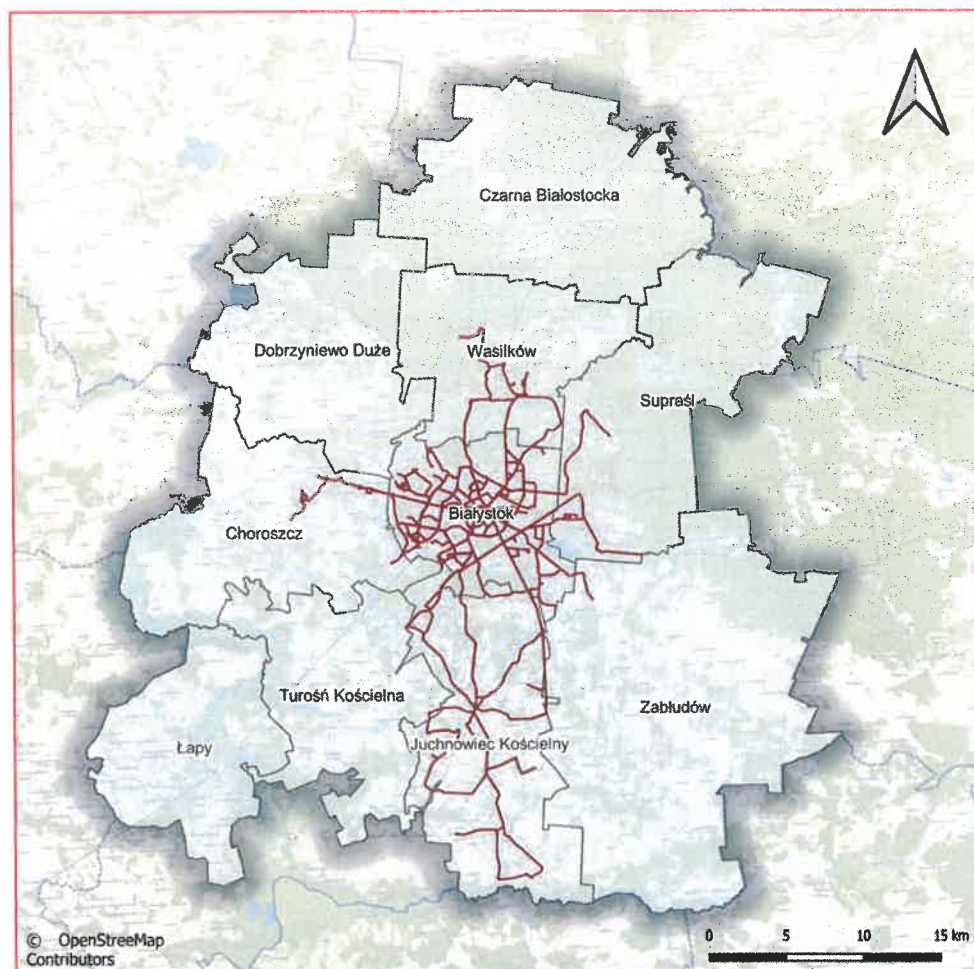 Czarna Białostocka
Dobrzyniewo Duże
Wasilków
Supraśl
Białystok
Choroszcz
Turośń Kościelna
Zabłudów
Łapy
Juchnowiec Kościelny
© OpenStreetMap
Contributors
0 5 10 15 km